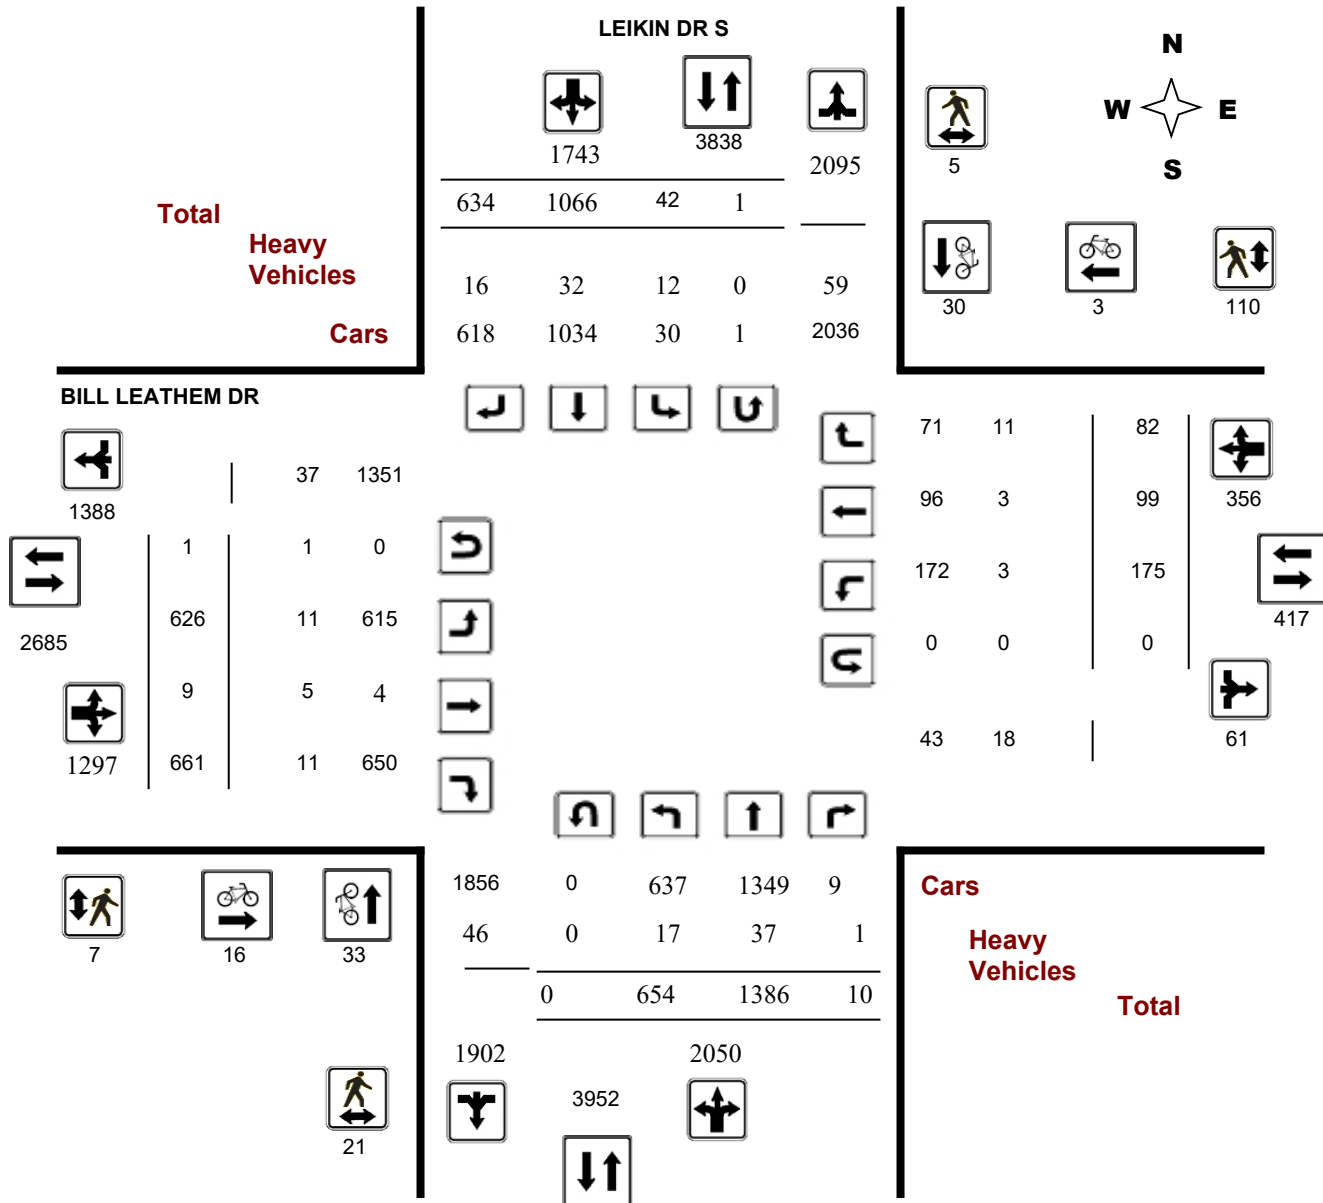 LEIKIN DR S
N
W E
S
1743
3838
2095
5
634 1066 42 1
Total
Heavy
Vehicles
Cars
16 32 12 0 59
618 1034 30 1 2036
30 3 110
BILL LEATHEM DR
1388
37 1351
1 1 0
626 11 615
2685
9 5 4
1297
661 11 650
71 11 82
96 3 99
356
172 3 175
417
0 0 0
43 18
61
1856 0 637 1349 9
46 0 17 37 1
0 654 1386 10
1902
2050
3952
7 16 33
21
Cars
Heavy
Vehicles
Total